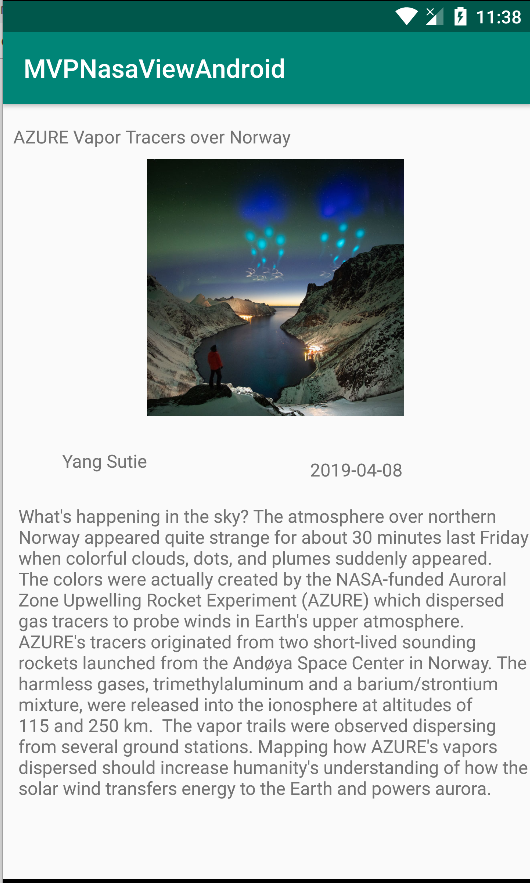 11:38
MVPNasaViewAndroid
AZURE Vapor Tracers over Norway
Yang Sutie
2019-04-08
What's happening in the sky? The atmosphere over northern
Norway appeared quite strange for about 30 minutes last Friday
when colorful clouds, dots, and plumes suddenly appeared.
The colors were actually created by the NASA-funded Auroral
Zone Upwelling Rocket Experiment (AZURE) which dispersed
gas tracers to probe winds in Earth's upper atmosphere.
AZURE's tracers originated from two short-lived sounding
rockets launched from the Andøya Space Center in Norway. The
harmless gases, trimethylaluminum and a barium/strontium
mixture, were released into the ionosphere at altitudes of
115 and 250 km.  The vapor trails were observed dispersing
from several ground stations. Mapping how AZURE's vapors
dispersed should increase humanity's understanding of how the
solar wind transfers energy to the Earth and powers aurora.